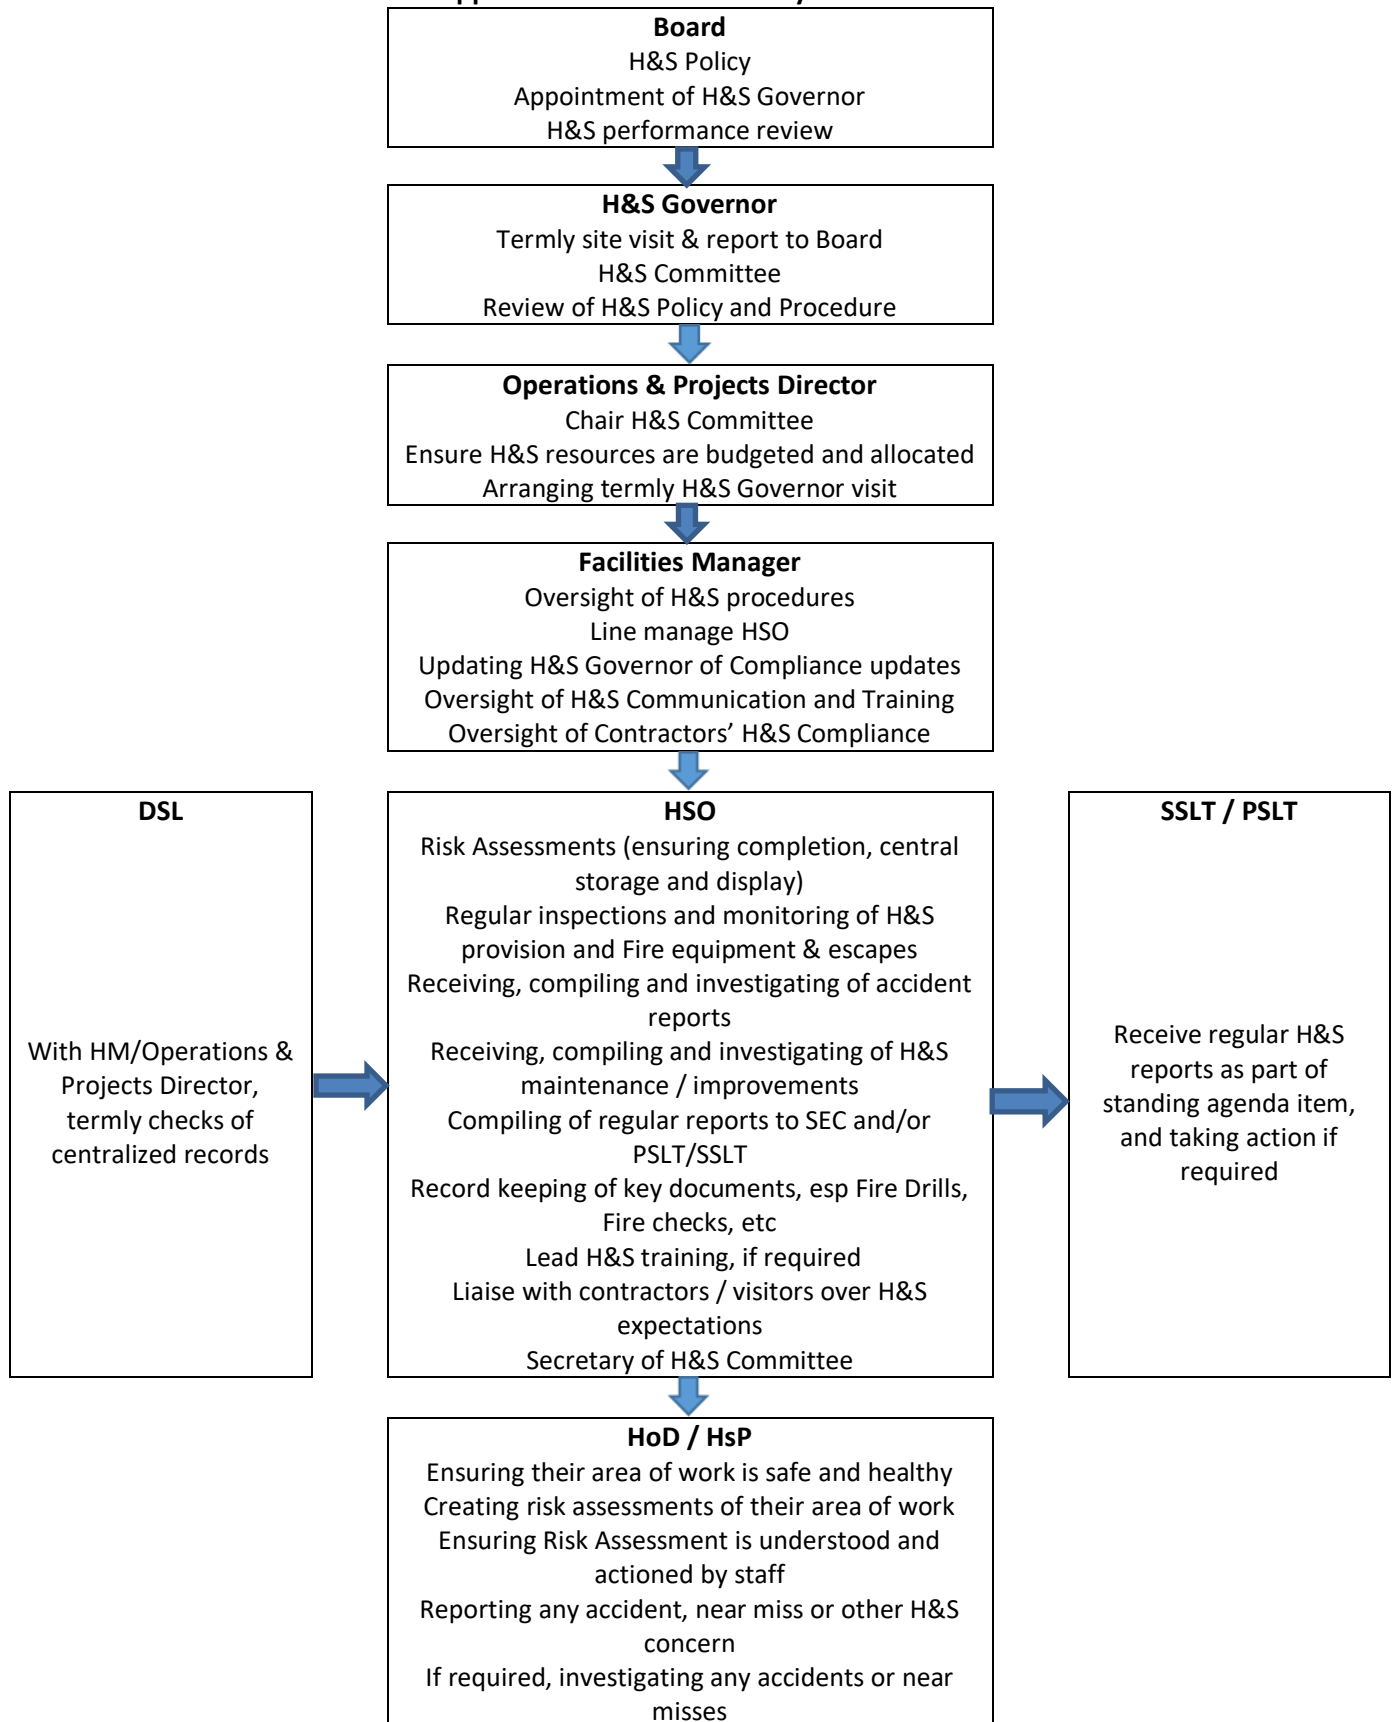 Board
H&S Policy
Appointment of H&S Governor
H&S performance review
H&S Governor
Termly site visit & report to Board
H&S Committee
Review of H&S Policy and Procedure
Operations & Projects Director
Chair H&S Committee
Ensure H&S resources are budgeted and allocated
Arranging termly H&S Governor visit
Facilities Manager
Oversight of H&S procedures
Line manage HSO
Updating H&S Governor of Compliance updates
Oversight of H&S Communication and Training
Oversight of Contractors’ H&S Compliance
DSL
With HM/Operations &
Projects Director,
termly checks of
centralized records
HSO
Risk Assessments (ensuring completion, central
storage and display)
Regular inspections and monitoring of H&S
provision and Fire equipment & escapes
Receiving, compiling and investigating of accident
reports
Receiving, compiling and investigating of H&S
maintenance / improvements
Compiling of regular reports to SEC and/or
PSLT/SSLT
Record keeping of key documents, esp Fire Drills,
Fire checks, etc
Lead H&S training, if required
Liaise with contractors / visitors over H&S
expectations
Secretary of H&S Committee
SSLT / PSLT
Receive regular H&S
reports as part of
standing agenda item,
and taking action if
required
HoD / HsP
Ensuring their area of work is safe and healthy
Creating risk assessments of their area of work
Ensuring Risk Assessment is understood and
actioned by staff
Reporting any accident, near miss or other H&S
concern
If required, investigating any accidents or near
misses